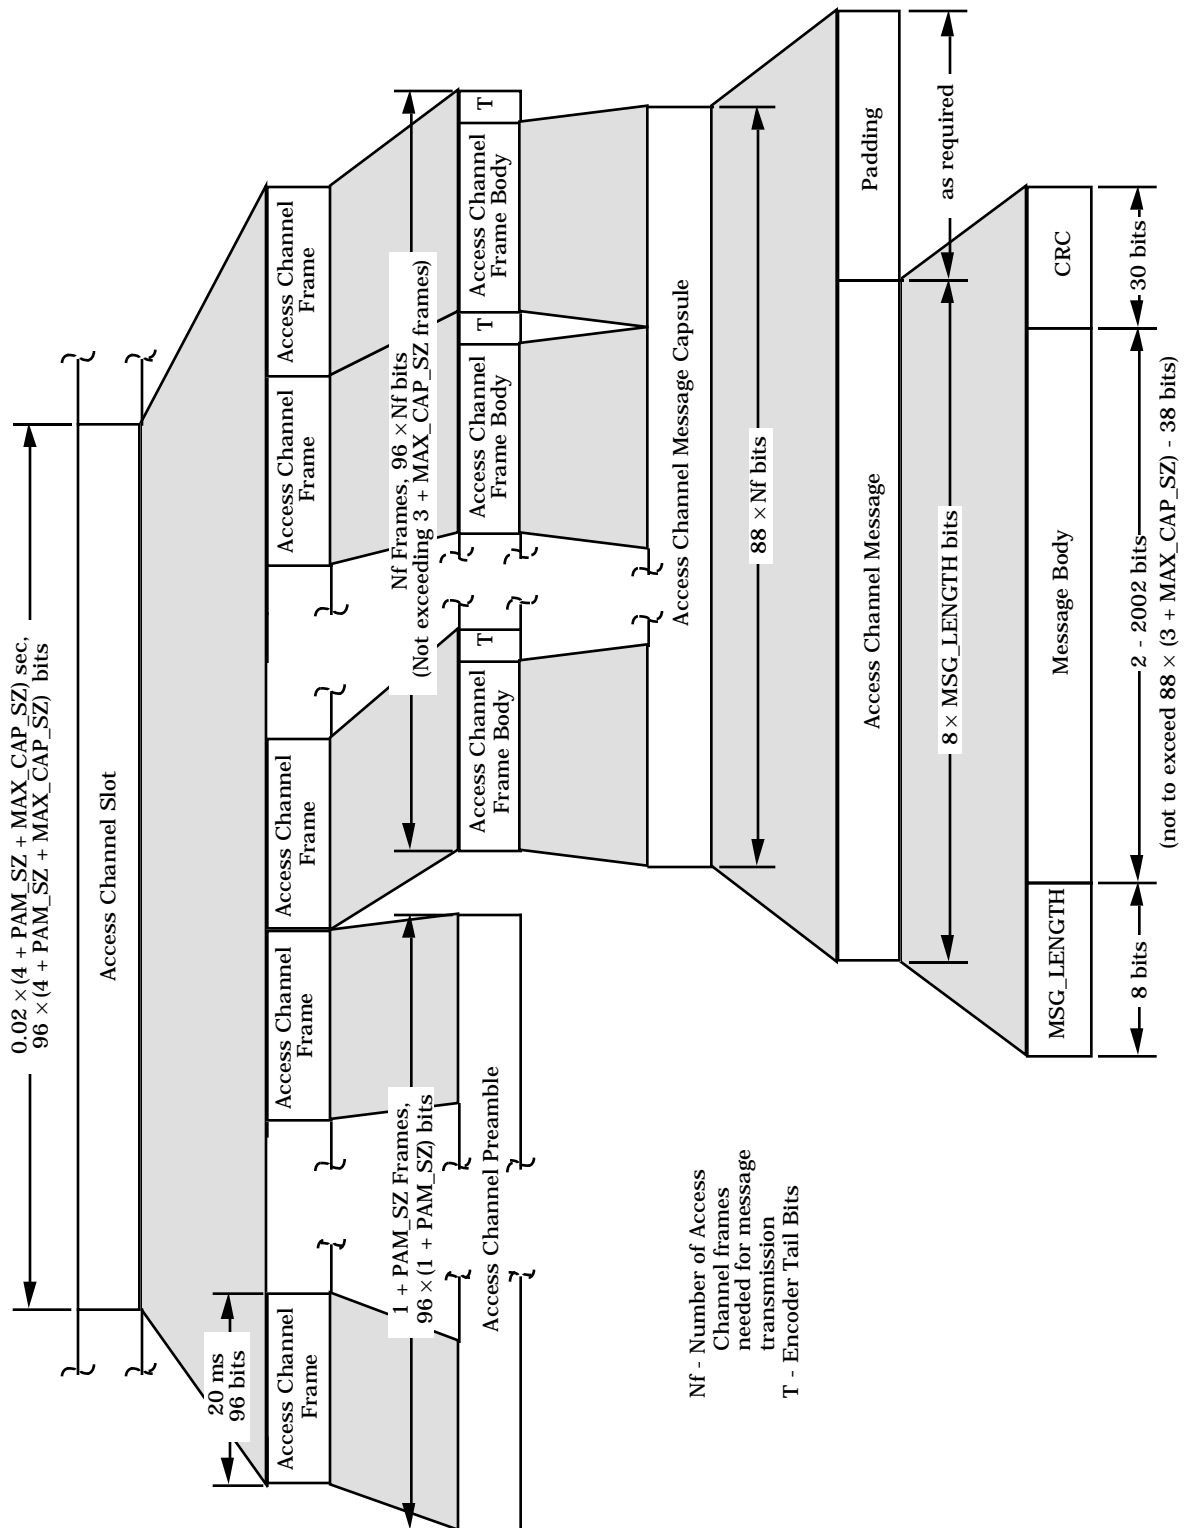 0.02 × (4 + PAM_SZ + MAX_CAP_SZ) sec,
96 × (4 + PAM_SZ + MAX_CAP_SZ) bits
Access Channel Slot
20 ms
96 bits
Access Channel
Frame
Access Channel
Frame
Access Channel
Frame
Access Channel
Frame
Access Channel
Frame
1 + PAM_SZ Frames,
96 × (1 + PAM_SZ) bits
Nf Frames, 96 × Nf bits
(Not exceeding 3 + MAX_CAP_SZ frames)
Access Channel Preamble
Access Channel
Frame Body
T
Access Channel
Frame Body
T
Access Channel
Frame Body
T
Access Channel Message Capsule
88 × Nf bits
Nf - Number of Access
Channel frames
needed for message
transmission
T - Encoder Tail Bits
Access Channel Message
Padding
8 × MSG_LENGTH bits
as required
MSG_LENGTH
Message Body
CRC
8 bits
2 - 2002 bits
30 bits
(not to exceed 88 × (3 + MAX_CAP_SZ) - 38 bits)